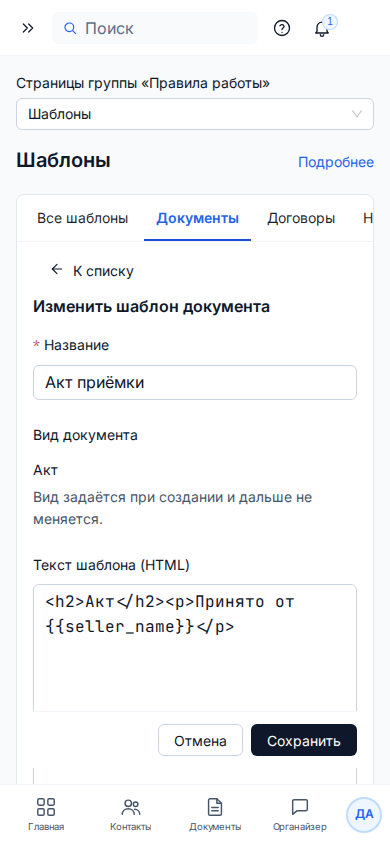 Поиск
1
Страницы группы «Правила работы»
Шаблоны
Шаблоны
Подробнее
Все шаблоны Документы Договоры Н
К списку
Изменить шаблон документа
* Название
Акт приёмки
Вид документа
Акт
Вид задаётся при создании и дальше не
меняется.
Текст шаблона (HTML)
<h2>Акт</h2><p>Принято от
{{seller_name}}</p>
Отмена Сохранить
Главная Контакты Документы Органайзер ДА